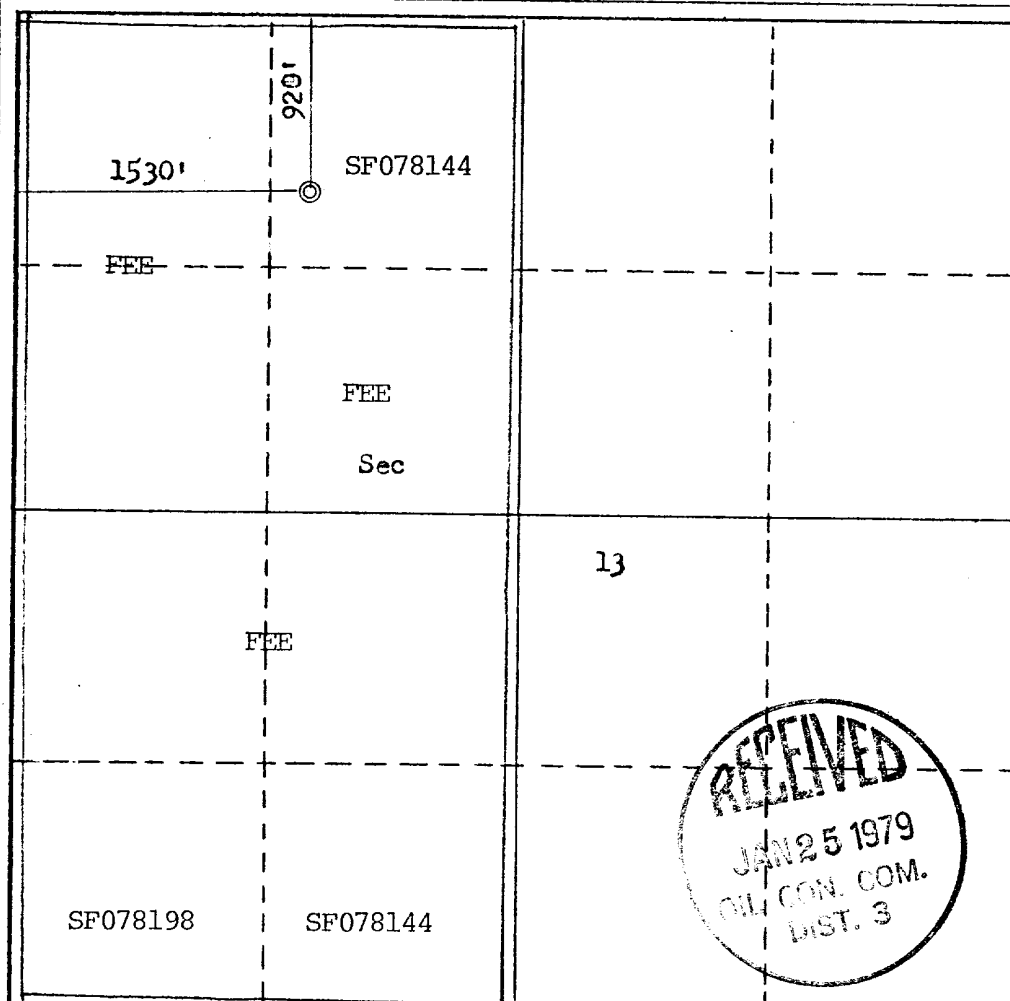 920'
1530'
SF078144
FEE
FEE
Sec
13
FEE
RECEIVED
JAN 25 1979
OIL CON. COM.
DIST. 3
SF078198
SF078144